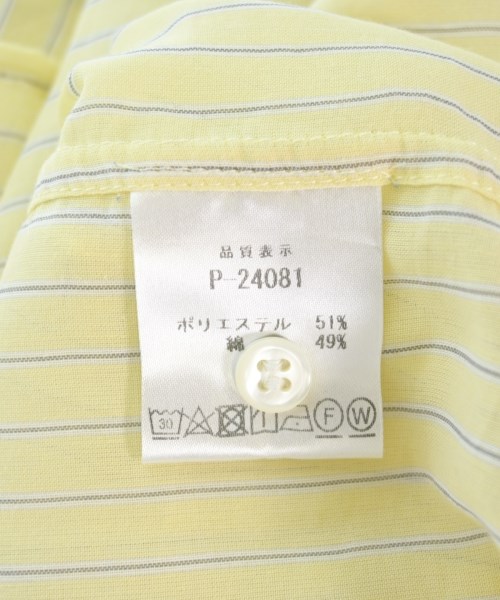 品質表示
P-24081
ポリエステル 51%
綿 49%
30 F W